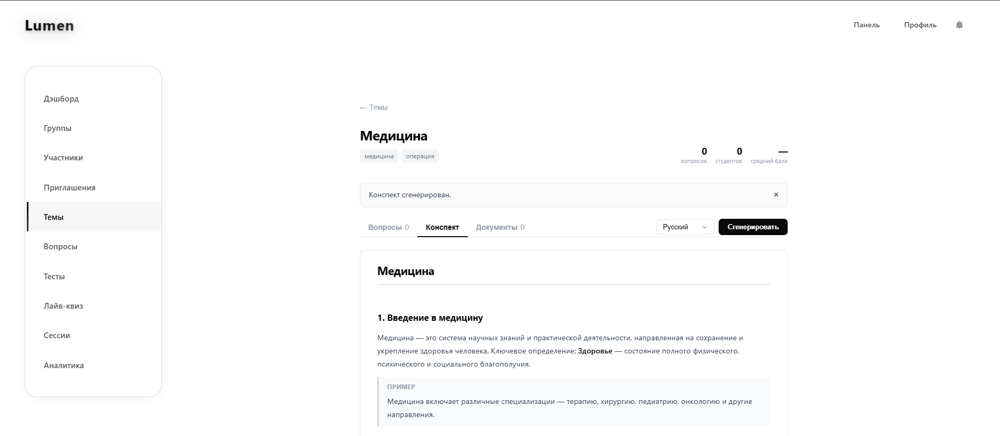 Lumen
Панель
Профиль
Дэшборд
Группы
Участники
Приглашения
Темы
Вопросы
Тесты
Лайв-квиз
Сессии
Аналитика
← Темы
Медицина
медицина
операция
0
вопросов
0
студентов
—
средний балл
Конспект сгенерирован.
×
Вопросы 0
Конспект
Документы 0
Русский
Сгенерировать
Медицина
1. Введение в медицину
Медицина — это система научных знаний и практической деятельности, направленная на сохранение и
укрепление здоровья человека. Ключевое определение: Здоровье — состояние полного физического,
психического и социального благополучия.
ПРИМЕР
Медицина включает различные специализации — терапию, хирургию, педиатрию, онкологию и другие
направления.